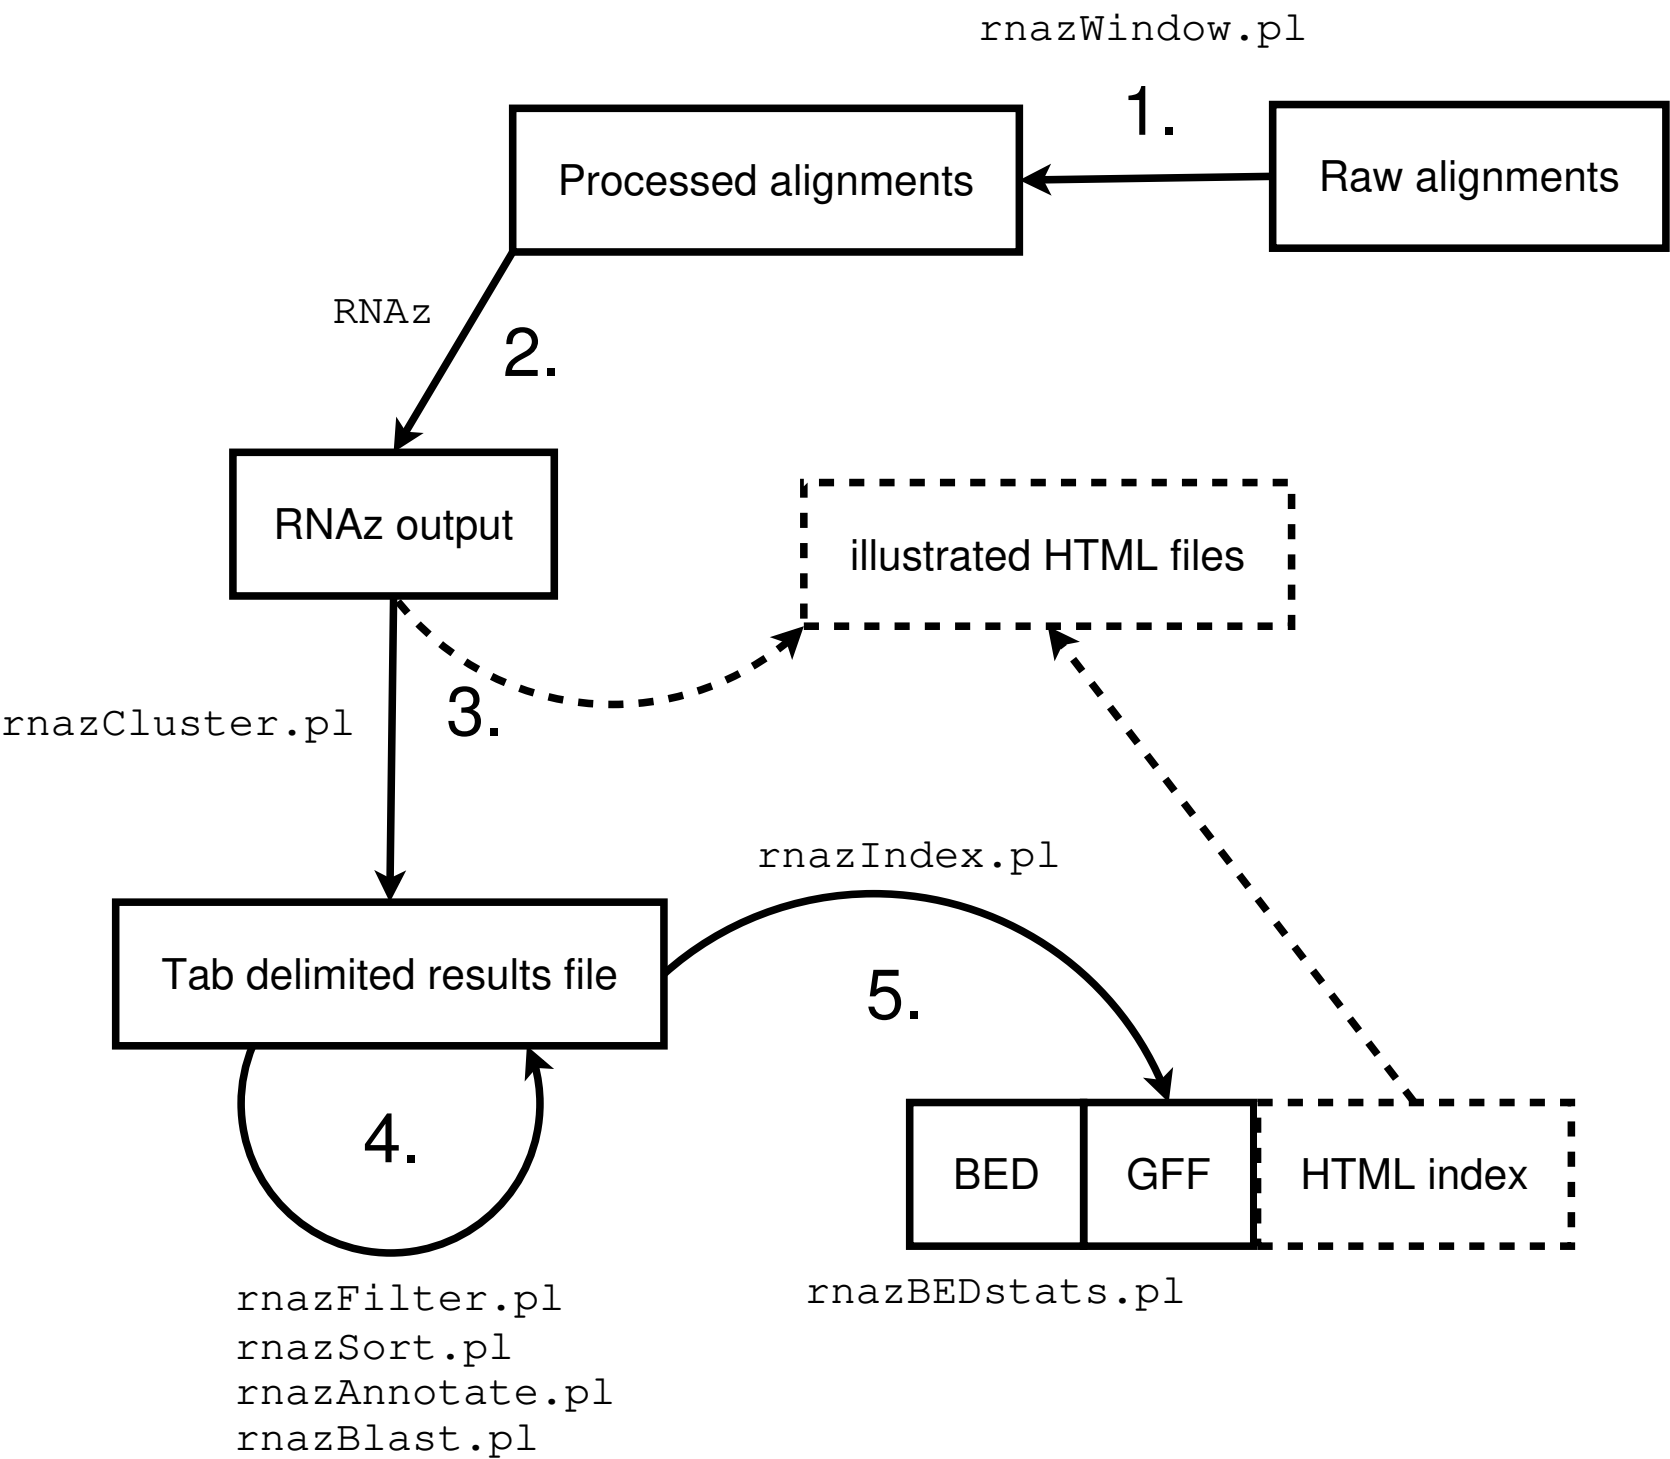 rnazWindow.pl
1.
Processed alignments
Raw alignments
RNAz
2.
RNAz output
illustrated HTML files
rnazCluster.pl
3.
rnazIndex.pl
Tab delimited results file
5.
4.
BED
GFF
HTML index
rnazBEDstats.pl
rnazFilter.pl
rnazSort.pl
rnazAnnotate.pl
rnazBlast.pl